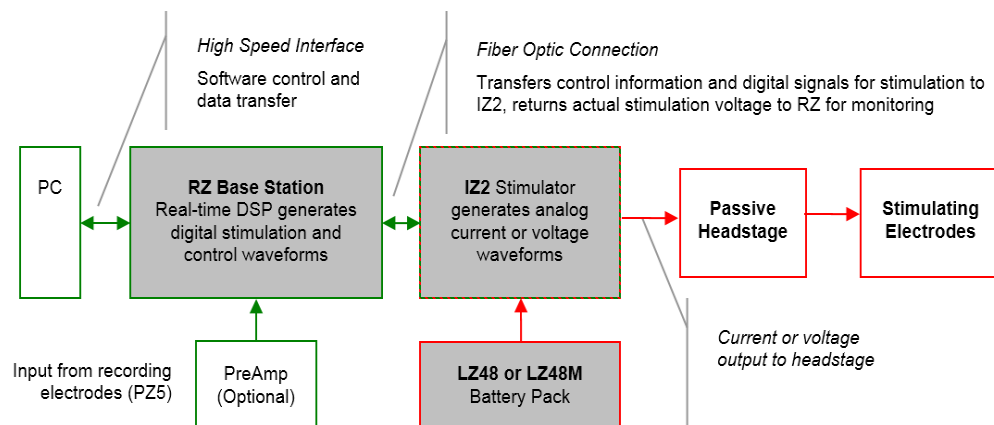 High Speed Interface
Software control and
data transfer
Fiber Optic Connection
Transfers control information and digital signals for stimulation to
IZ2, returns actual stimulation voltage to RZ for monitoring
PC
RZ Base Station
Real-time DSP generates
digital stimulation and
control waveforms
IZ2 Stimulator
generates analog
current or voltage
waveforms
Passive
Headstage
Stimulating
Electrodes
Input from recording
electrodes (PZ5)
PreAmp
(Optional)
LZ48 or LZ48M
Battery Pack
Current or voltage
output to headstage